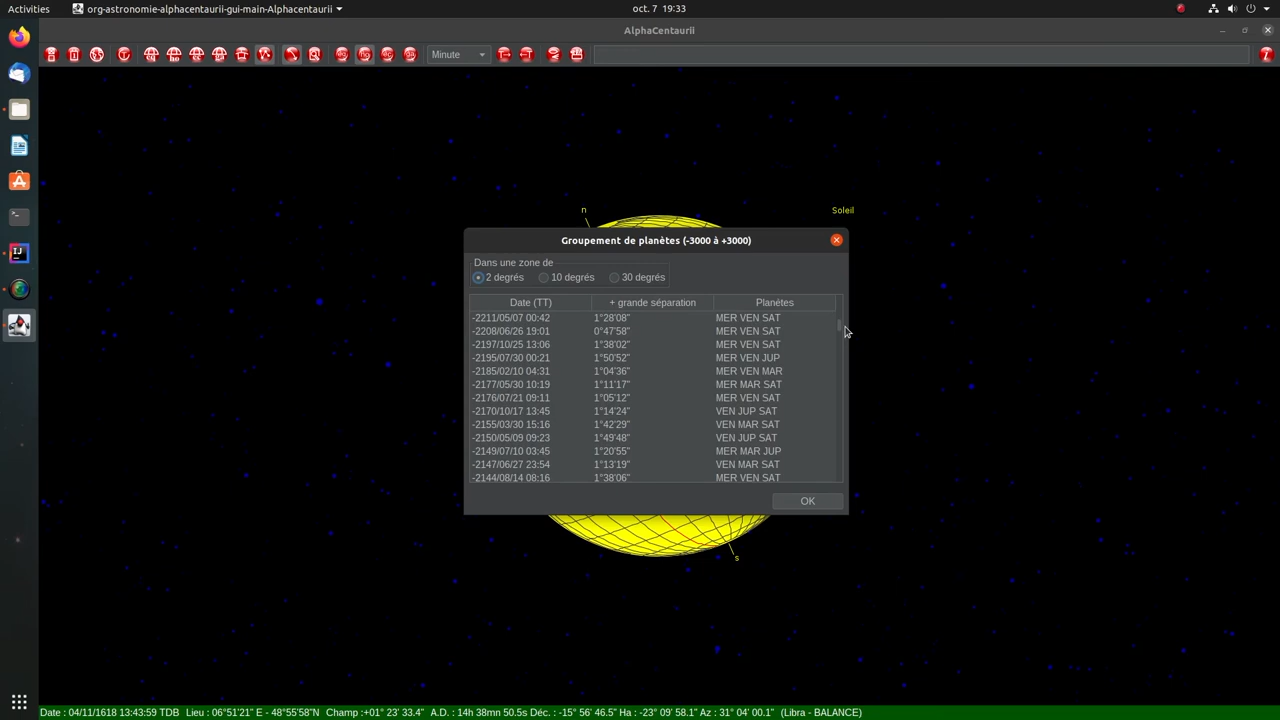 Activities org-astronomie-alphacentaurii-gui-main-Alphacentaurii oct. 7 19:33
AlphaCentaurii
Minute
n
Soleil
Groupement de planètes (-3000 à +3000)
Dans une zone de
2 degrés 10 degrés 30 degrés
Date (TT) + grande séparation Planétes
-2211/05/07 00:42 1°28'08" MER VEN SAT
-2208/06/26 19:01 0°47'58" MER VEN SAT
-2197/10/25 13:06 1°38'02" MER VEN SAT
-2195/07/30 00:21 1°50'52" MER VEN JUP
-2185/02/10 04:31 1°04'36" MER VEN MAR
-2177/05/30 10:19 1°11'17" MER MAR SAT
-2176/07/21 09:11 1°05'12" MER VEN SAT
-2170/10/17 13:45 1°14'24" VEN JUP SAT
-2155/03/30 15:16 1°42'29" VEN MAR SAT
-2150/05/09 09:23 1°49'48" VEN JUP SAT
-2149/07/10 03:45 1°20'55" MER MAR JUP
-2147/06/27 23:54 1°13'19" VEN MAR SAT
-2144/08/14 08:16 1°38'06" MER VEN SAT
OK
s
Date : 04/11/1618 13:43:59 TDB Lieu : 06°51'21" E - 48°55'58"N Champ :+01° 23' 33.4" A.D. : 14h 38mn 50.5s Déc. : -15° 56' 46.5" Ha : -23° 09' 58.1" Az : 31° 04' 00.1" (Libra - BALANCE)